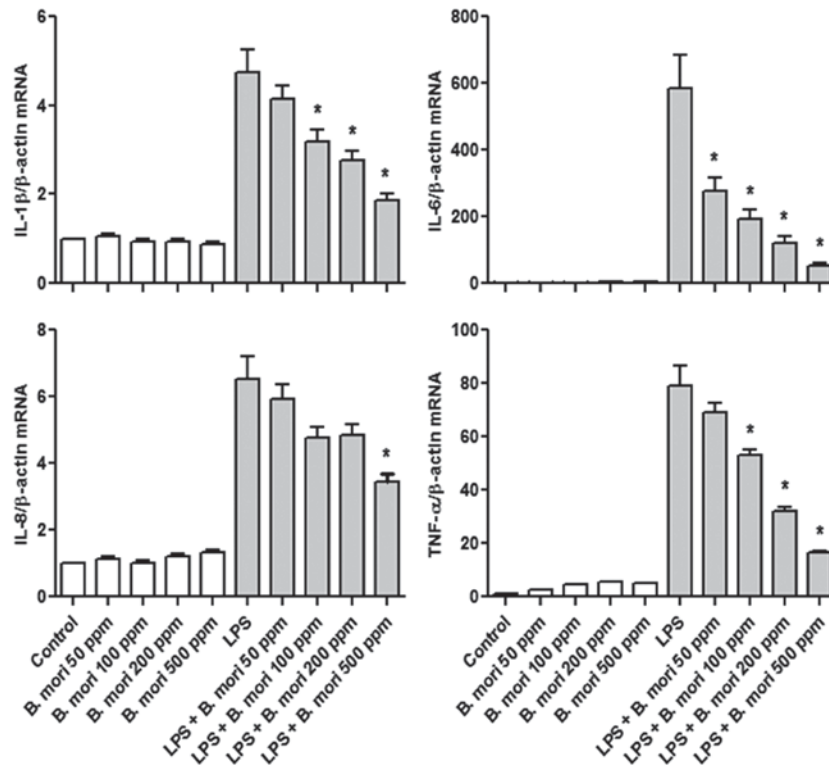 6
4
2
0
IL-1β/β-actin mRNA
*
*
*
800
600
400
200
0
IL-6/β-actin mRNA
*
*
*
*
8
6
4
2
0
IL-8/β-actin mRNA
*
100
80
60
40
20
0
TNF-α/β-actin mRNA
*
*
*
Control
B. mori 50 ppm
B. mori 100 ppm
B. mori 200 ppm
B. mori 500 ppm
LPS
LPS + B. mori 50 ppm
LPS + B. mori 100 ppm
LPS + B. mori 200 ppm
LPS + B. mori 500 ppm
Control
B. mori 50 ppm
B. mori 100 ppm
B. mori 200 ppm
B. mori 500 ppm
LPS
LPS + B. mori 50 ppm
LPS + B. mori 100 ppm
LPS + B. mori 200 ppm
LPS + B. mori 500 ppm